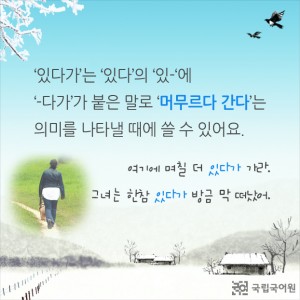 ‘있다가’는 ‘있다’의 ‘있-‘에
‘-다가’가 붙은 말로 ‘머무르다 간다’는
의미를 나타낼 때에 쓸 수 있어요.
여기에 며칠 더 있다가 가라.
그녀는 한참 있다가 방금 막 떠났어.
국립국어원